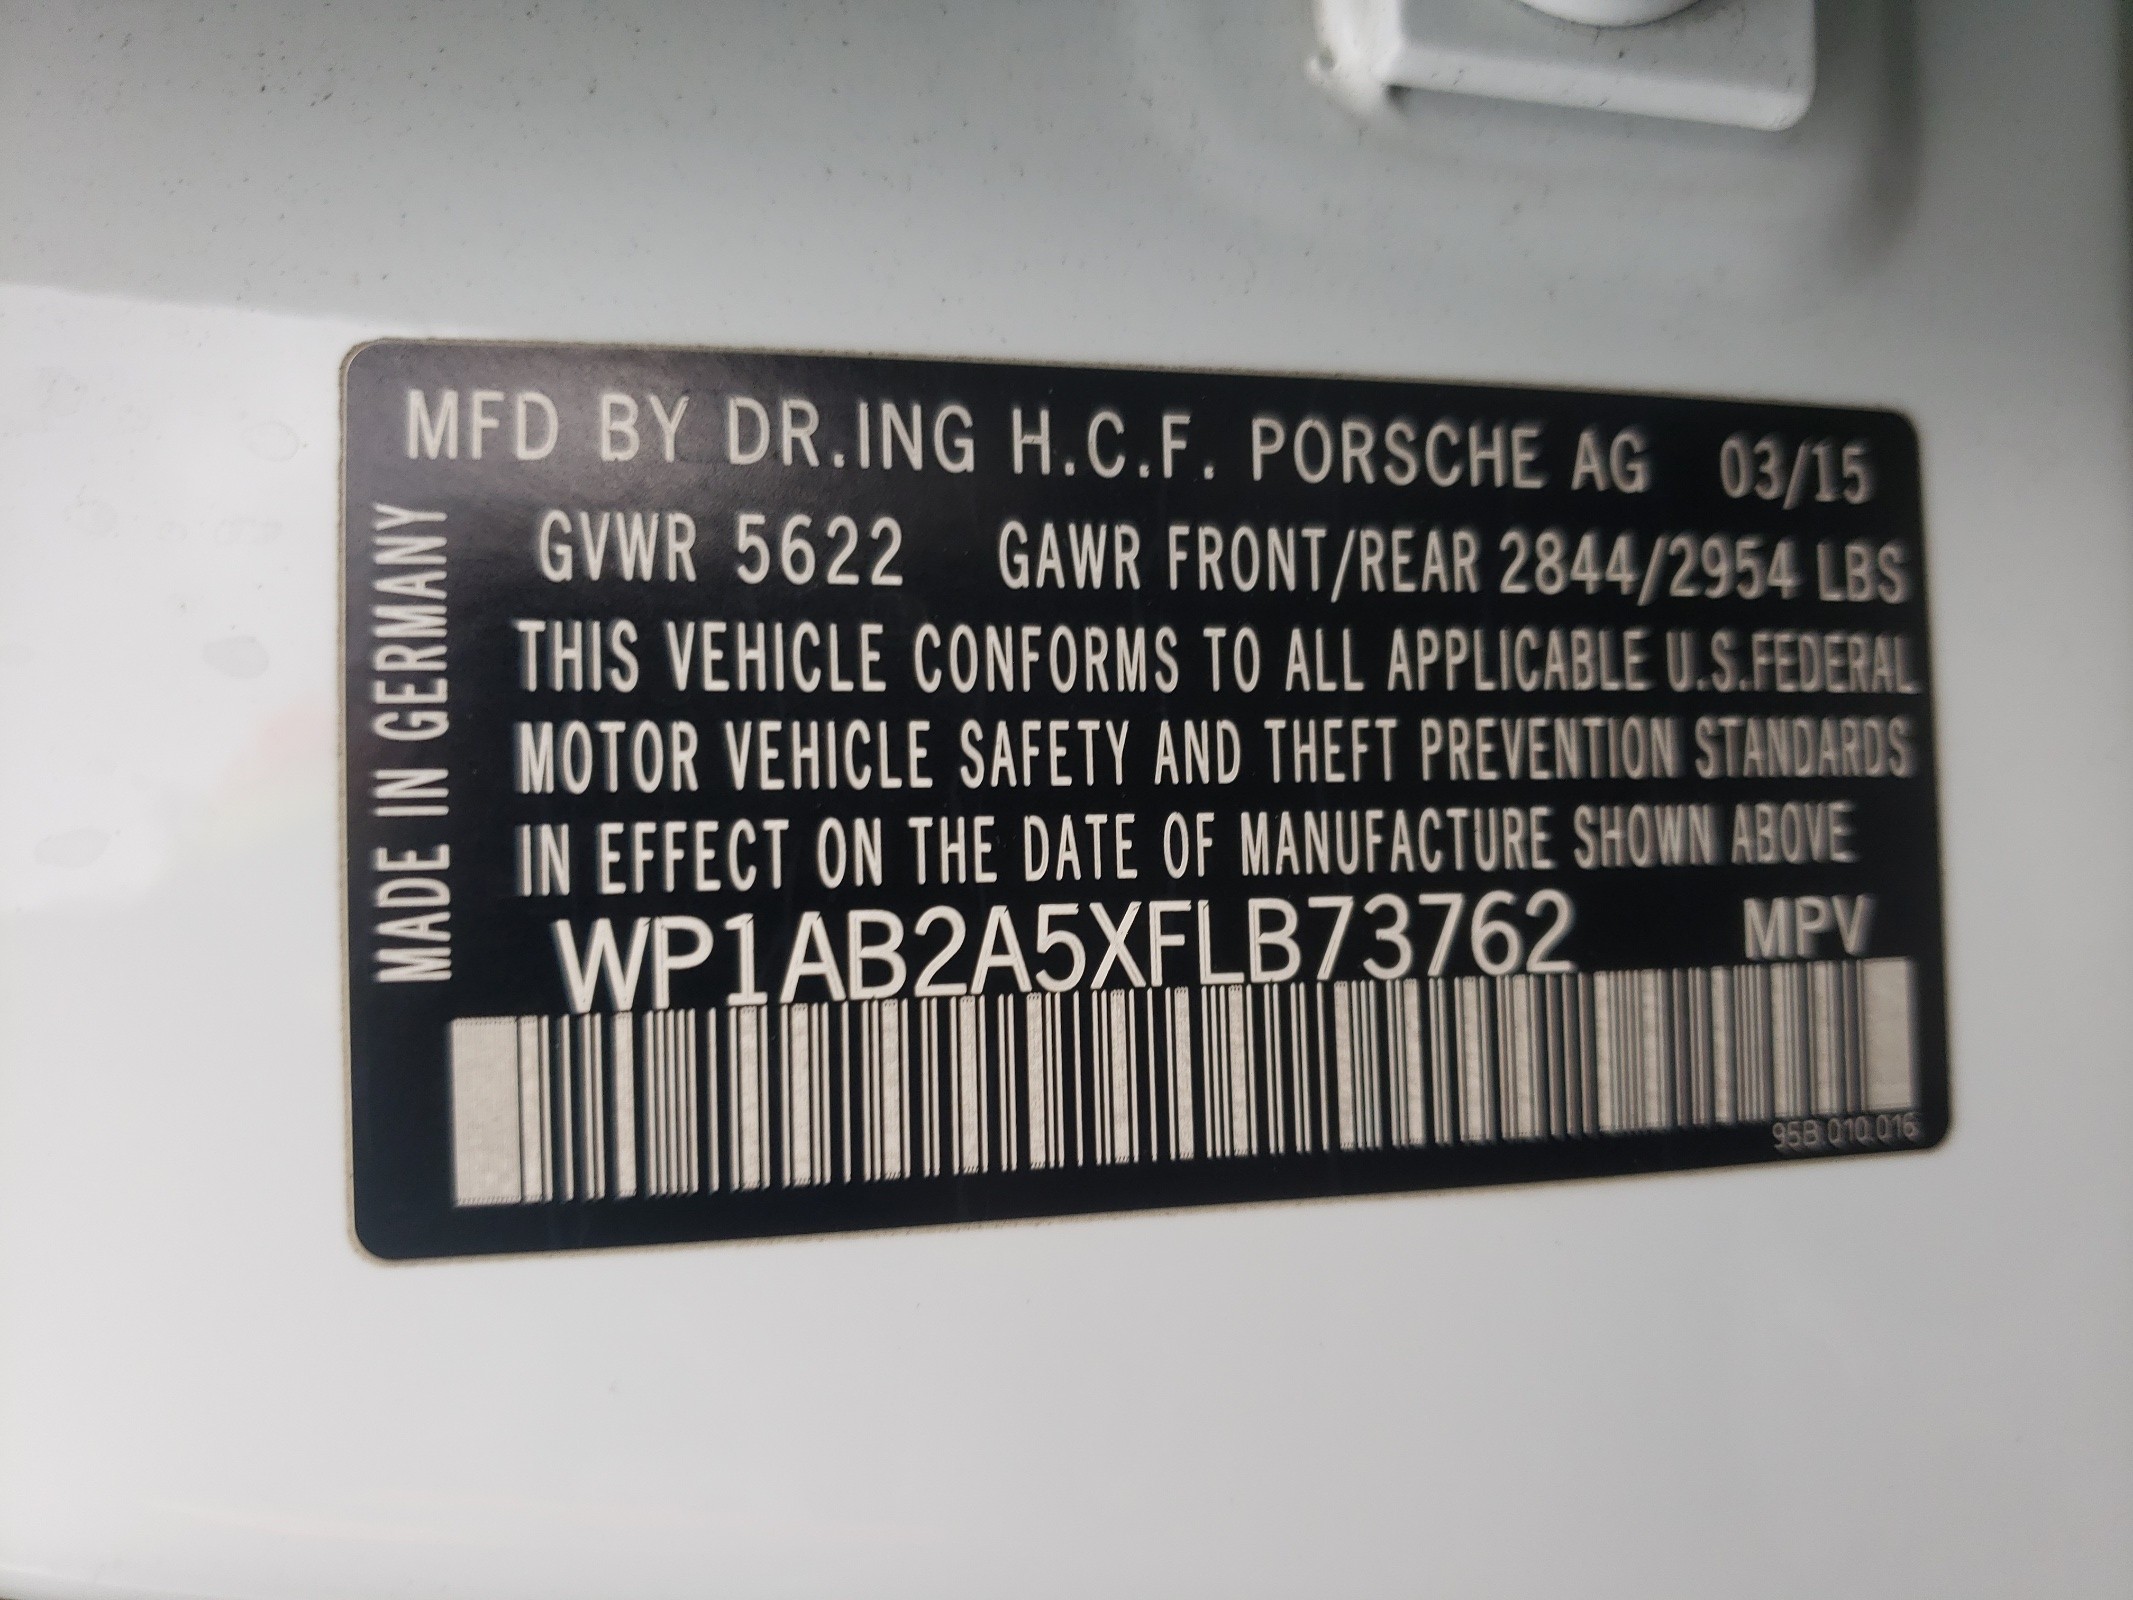 MFD BY DR.ING H.C.F. PORSCHE AG 03/15
GVWR 5622 GAWR FRONT/REAR 2844/2954 LBS
THIS VEHICLE CONFORMS TO ALL APPLICABLE U.S.FEDERAL
MOTOR VEHICLE SAFETY AND THEFT PREVENTION STANDARDS
IN EFFECT ON THE DATE OF MANUFACTURE SHOWN ABOVE
WP1AB2A5XFLB73762 MPV
95B.010.016
MADE IN GERMANY